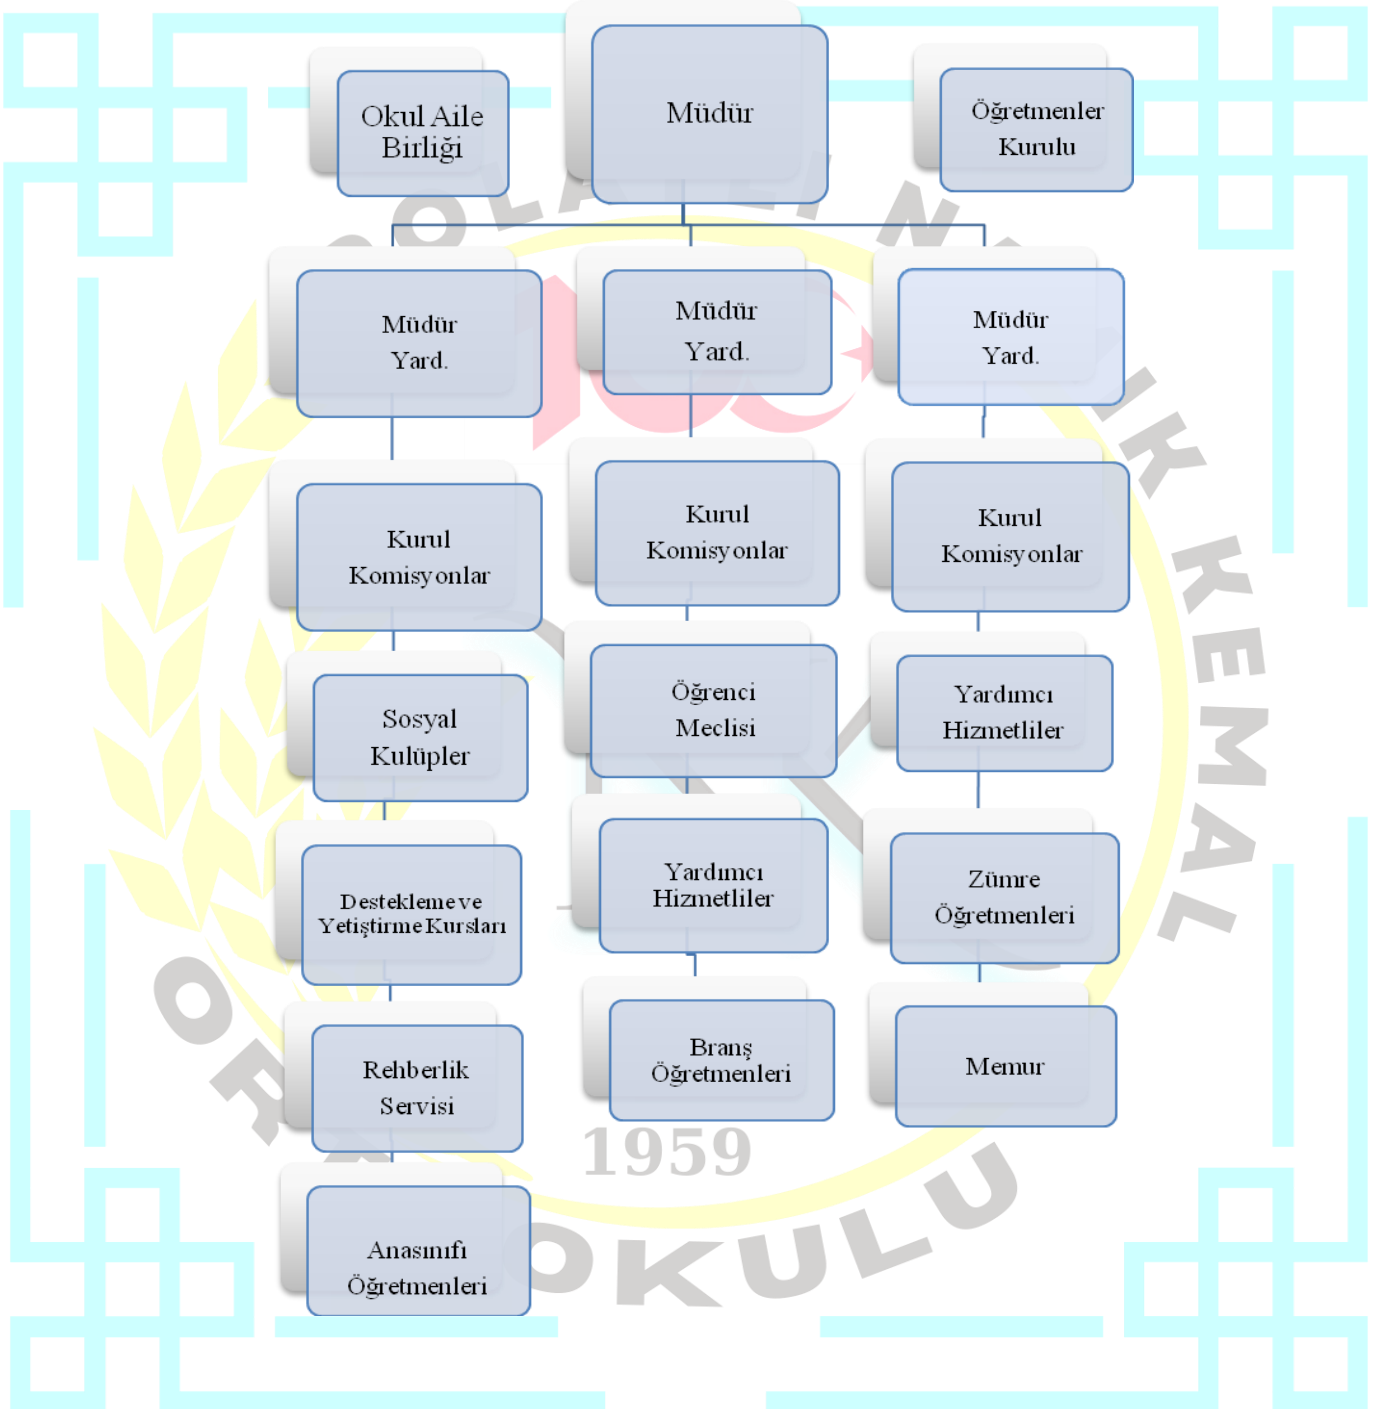 Okul Aile
Birliği
Müdür
Öğretmenler
Kurulu
Müdür
Yard.
Müdür
Yard.
Müdür
Yard.
Kurul
Komisyonlar
Kurul
Komisyonlar
Kurul
Komisyonlar
Sosyal
Kulüpler
Öğrenci
Meclisi
Yardımcı
Hizmetliler
Destekleme ve
Yetiştirme Kursları
Yardımcı
Hizmetliler
Zümre
Öğretmenleri
Rehberlik
Servisi
Branş
Öğretmenleri
Memur
Anasınıfı
Öğretmenleri
KEMAL
1959
OKULU